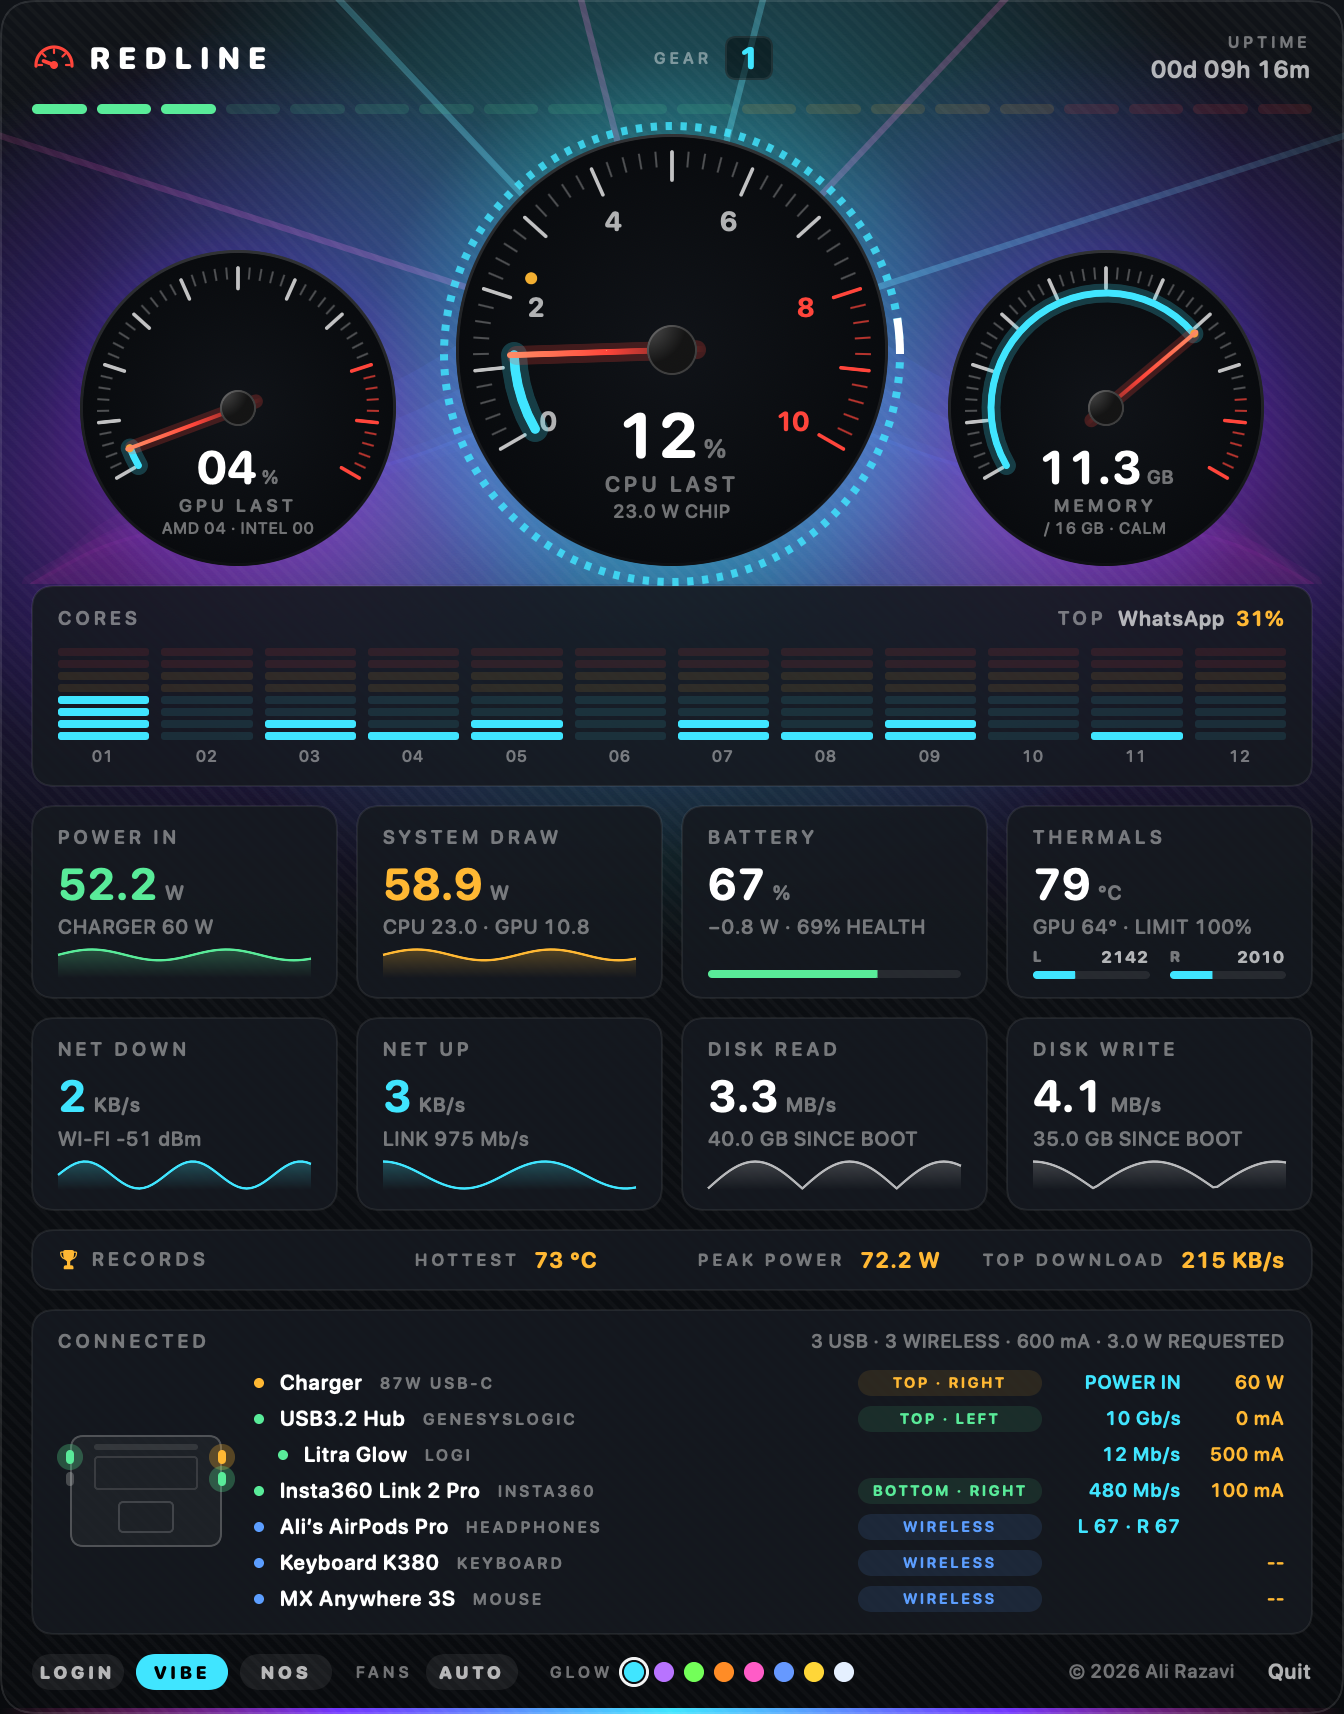 REDLINE
GEAR 1
UPTIME
00d 09h 16m
4 6
2 8
0 10
12 %
CPU LAST
23.0 W CHIP
04 %
GPU LAST
AMD 04 · INTEL 00
11.3 GB
MEMORY
/ 16 GB · CALM
CORES TOP WhatsApp 31%
01 02 03 04 05 06 07 08 09 10 11 12
POWER IN
52.2 W
CHARGER 60 W
SYSTEM DRAW
58.9 W
CPU 23.0 · GPU 10.8
BATTERY
67 %
−0.8 W · 69% HEALTH
THERMALS
79 °C
GPU 64° · LIMIT 100%
L 2142 R 2010
NET DOWN
2 KB/s
WI-FI -51 dBm
NET UP
3 KB/s
LINK 975 Mb/s
DISK READ
3.3 MB/s
40.0 GB SINCE BOOT
DISK WRITE
4.1 MB/s
35.0 GB SINCE BOOT
RECORDS HOTTEST 73 °C PEAK POWER 72.2 W TOP DOWNLOAD 215 KB/s
CONNECTED 3 USB · 3 WIRELESS · 600 mA · 3.0 W REQUESTED
Charger 87W USB-C TOP · RIGHT POWER IN 60 W
USB3.2 Hub GENESYSLOGIC TOP · LEFT 10 Gb/s 0 mA
Litra Glow LOGI 12 Mb/s 500 mA
Insta360 Link 2 Pro INSTA360 BOTTOM · RIGHT 480 Mb/s 100 mA
Ali's AirPods Pro HEADPHONES WIRELESS L 67 · R 67
Keyboard K380 KEYBOARD WIRELESS --
MX Anywhere 3S MOUSE WIRELESS --
LOGIN VIBE NOS FANS AUTO GLOW © 2026 Ali Razavi Quit